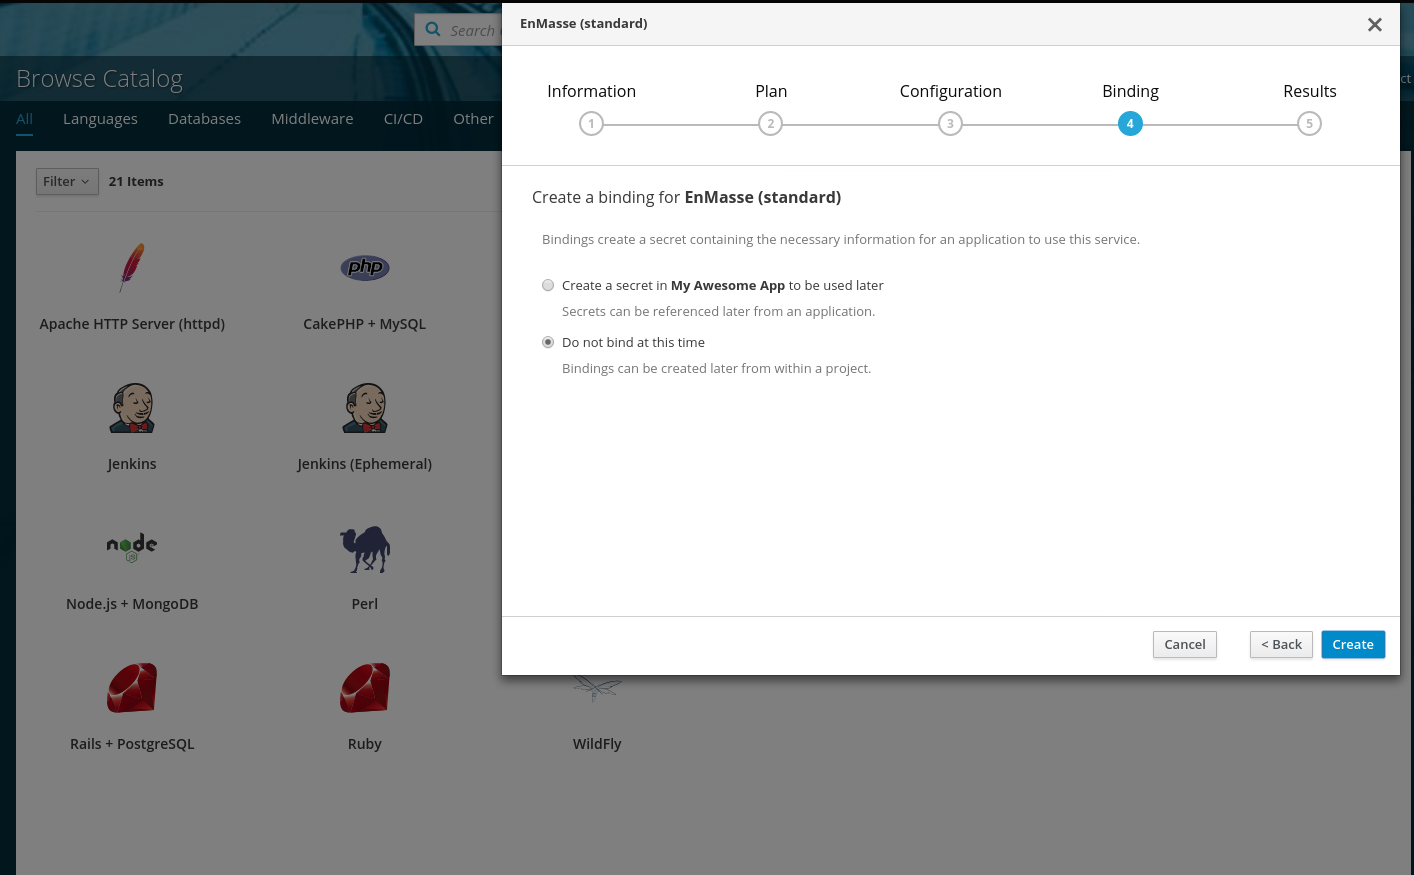 EnMasse (standard)
Search
Browse Catalog
Information Plan Configuration Binding Results
1 2 3 4 5
All Languages Databases Middleware CI/CD Other
Filter 21 Items
Create a binding for EnMasse (standard)
Bindings create a secret containing the necessary information for an application to use this service.
Create a secret in My Awesome App to be used later
Secrets can be referenced later from an application.
Do not bind at this time
Bindings can be created later from within a project.
php
Apache HTTP Server (httpd) CakePHP + MySQL
Jenkins Jenkins (Ephemeral)
node
JS
Node.js + MongoDB Perl
Cancel < Back Create
Rails + PostgreSQL Ruby WildFly